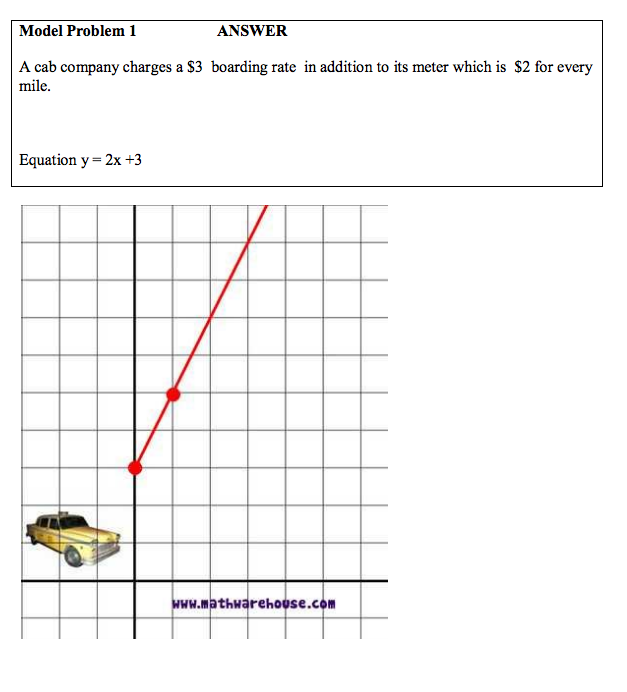 Model Problem 1 ANSWER
A cab company charges a $3 boarding rate in addition to its meter which is $2 for every
mile.
Equation y = 2x +3
www.mathwarehouse.com